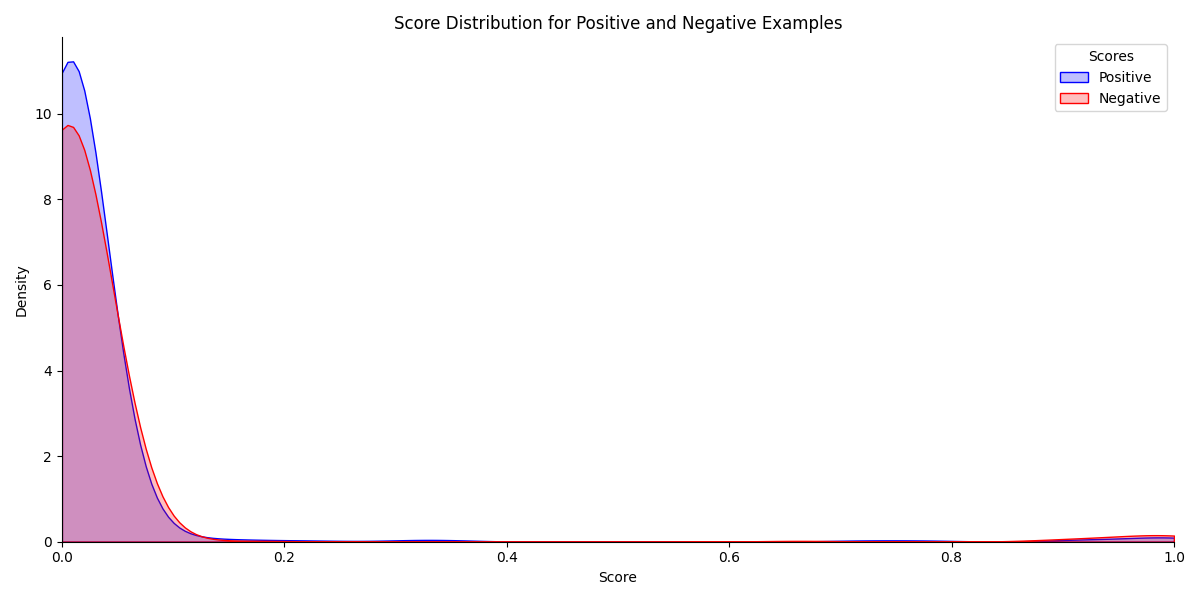 Score Distribution for Positive and Negative Examples
Scores
Positive
Negative
Density
10
8
6
4
2
0
0.0 0.2 0.4 0.6 0.8 1.0
Score